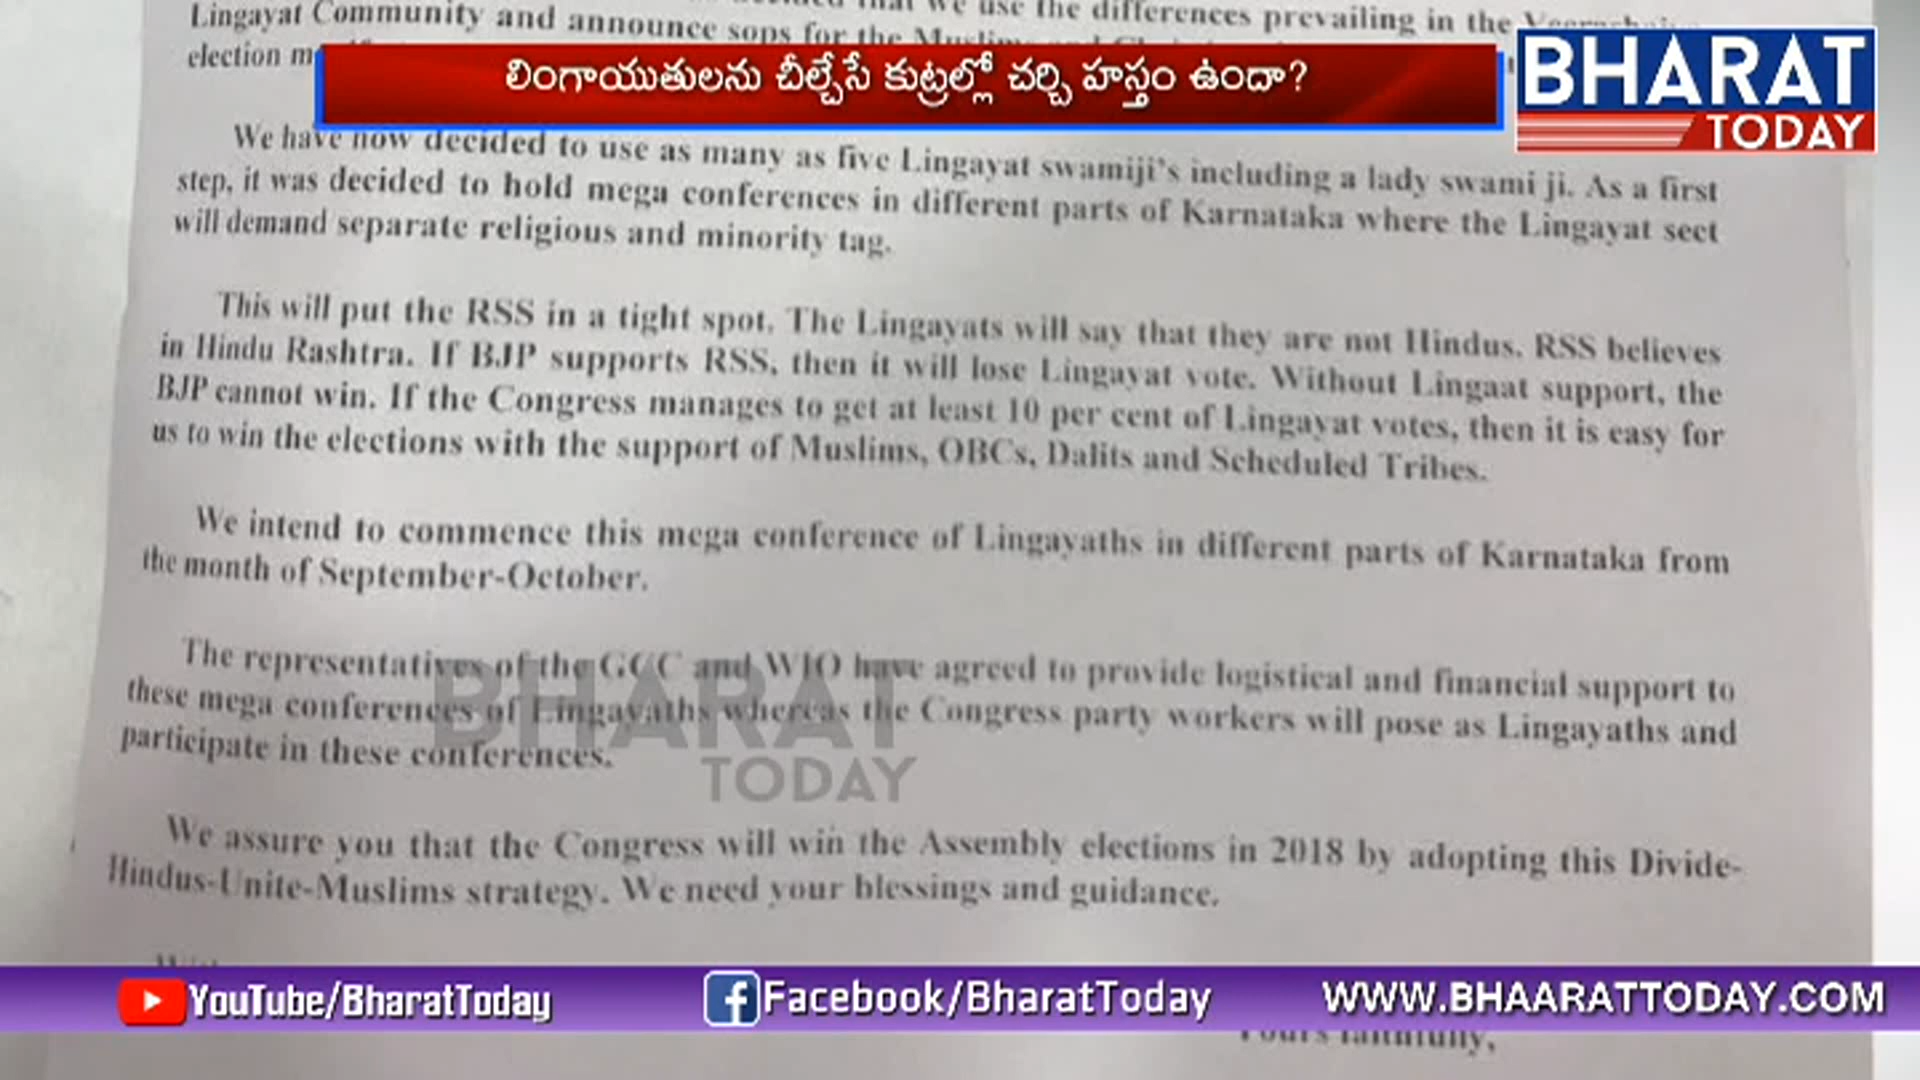 that we use the differences prevailing in the
Lingayat Community and announce sops for the
election
లింగాయుతులను చీల్చేసే కుట్రల్లో చర్చి హస్తం ఉందా?
BHARAT
TODAY
We have now decided to use as many as five Lingayat swamiji's including a lady swami ji. As a first
step, it was decided to hold mega conferences in different parts of Karnataka where the Lingayat sect
will demand separate religious and minority tag.
This will put the RSS in a tight spot. The Lingayats will say that they are not Hindus. RSS believes
in Hindu Rashtra. If BJP supports RSS, then it will lose Lingayat vote. Without Lingaat support, the
BJP cannot win. If the Congress manages to get at least 10 per cent of Lingayat votes, then it is easy for
us to win the elections with the support of Muslims, OBCs, Dalits and Scheduled Tribes.
We intend to commence this mega conference of Lingayaths in different parts of Karnataka from
the month of September-October.
The representatives of the GCC and WIO have agreed to provide logistical and financial support to
these mega conferences of Lingayaths whereas the Congress party workers will pose as Lingayaths and
participate in these conferences.
BHARAT
TODAY
We assure you that the Congress will win the Assembly elections in 2018 by adopting this Divide-
Hindus-Unite-Muslims strategy. We need your blessings and guidance.
YouTube/BharatToday
Facebook/BharatToday
WWW.BHAARATTODAY.COM
Yours faithfully,